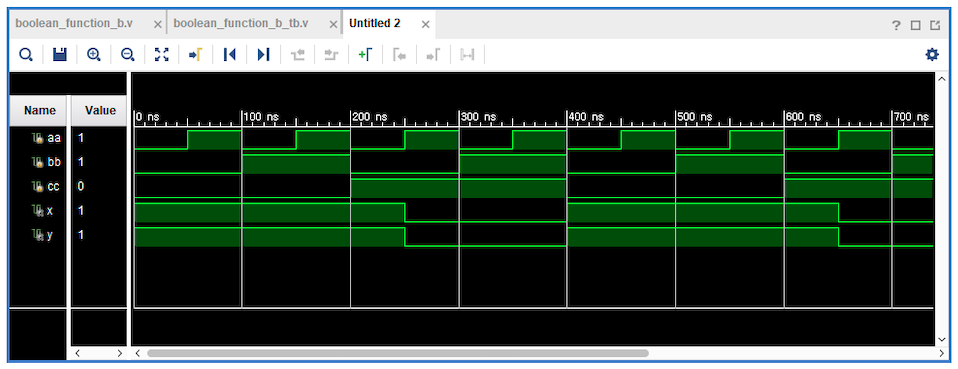 boolean_function_b.v × boolean_function_b_tb.v × Untitled 2 ×
Name Value
0 ns 100 ns 200 ns 300 ns 400 ns 500 ns 600 ns 700 ns
aa 1
bb 1
cc 0
x 1
y 1